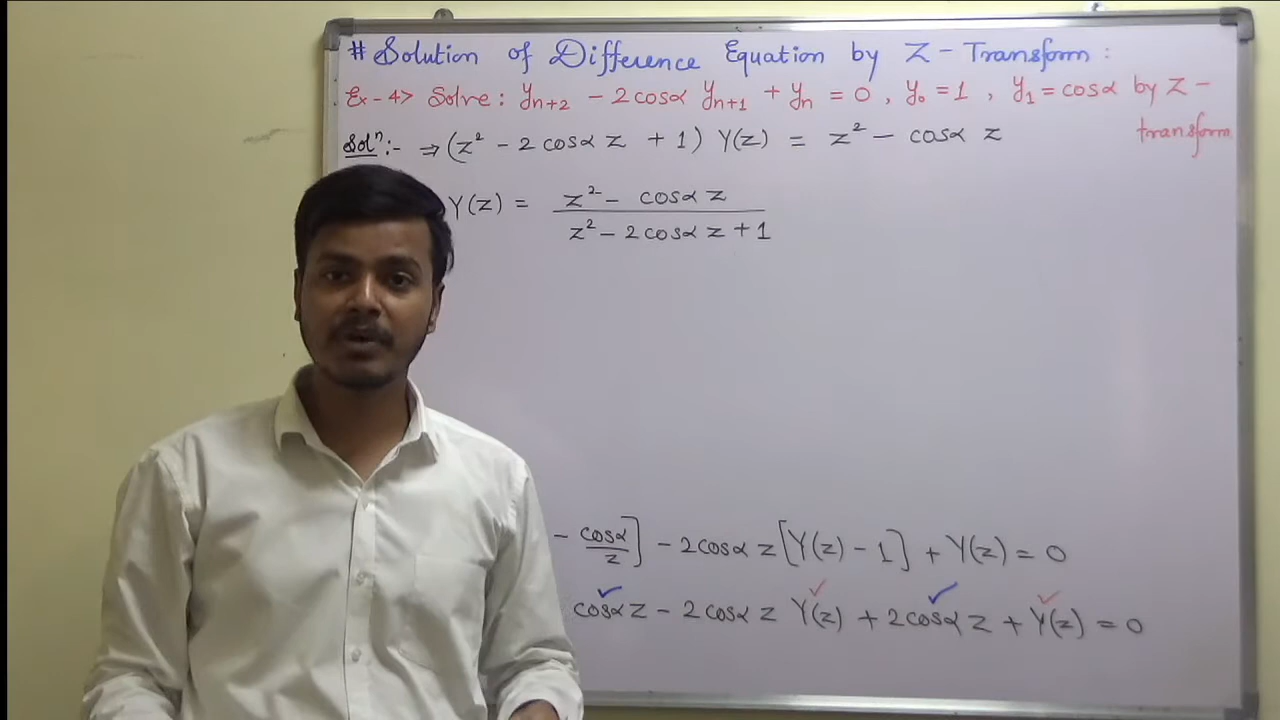 # Solution of Difference Equation by Z-Transform :
Ex-4> Solve : yₙ₊₂ - 2cosα yₙ₊₁ + yₙ = 0 , y₀ = 1 , y₁ = cosα by Z-
transform
Solⁿ :- ⇒ (z² - 2 cosα z + 1) Y(z) = z² - cosα z
Y(z) = (z² - cosα z)/(z² - 2cosα z + 1)
- cosα/z] - 2cosα z [Y(z) - 1] + Y(z) = 0
cosα z - 2cosα z Y(z) + 2cosα z + Y(z) = 0